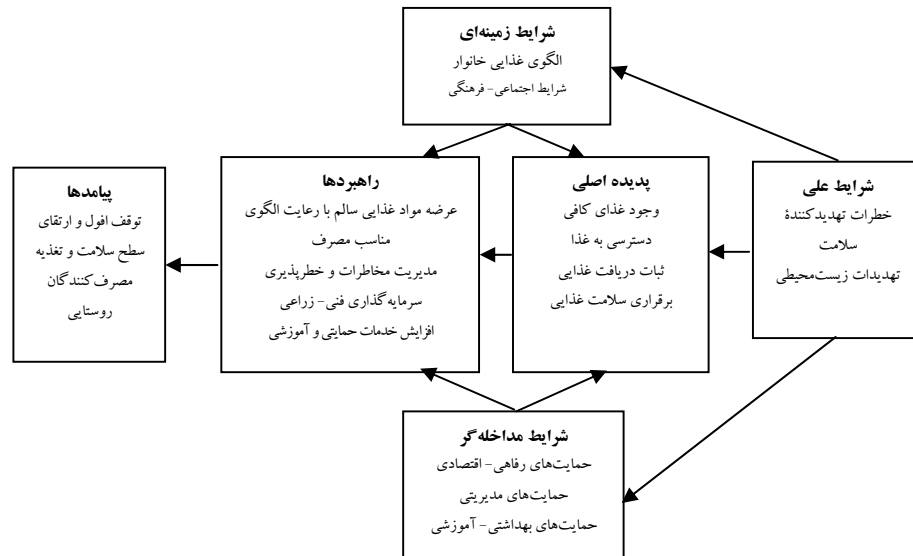 شرایط زمینه‌ای
الگوی غذایی خانوار
شرایط اجتماعی- فرهنگی
شرایط علی
خطرات تهدیدکنندۀ
سلامت
تهدیدات زیست‌محیطی
پدیده اصلی
وجود غذای کافی
دسترسی به غذا
ثبات دریافت غذایی
برقراری سلامت غذایی
راهبردها
عرضه مواد غذایی سالم با رعایت الگوی
مناسب مصرف
مدیریت مخاطرات و خطرپذیری
سرمایه‌گذاری فنی- زراعی
افزایش خدمات حمایتی و آموزشی
پیامدها
توقف افول و ارتقای
سطح سلامت و تغذیه
مصرف‌کنندگان
روستایی
شرایط مداخله‌گر
حمایت‌های رفاهی- اقتصادی
حمایت‌های مدیریتی
حمایت‌های بهداشتی- آموزشی